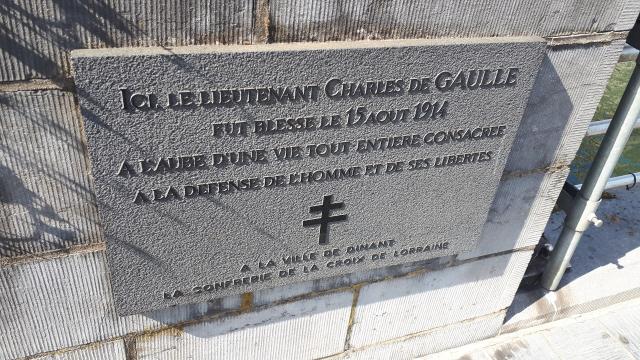 ICI, LE LIEUTENANT CHARLES DE GAULLE
FUT BLESSE LE 15 AOUT 1914
A L'AUBE D'UNE VIE TOUT ENTIERE CONSACREE
A LA DEFENSE DE L'HOMME ET DE SES LIBERTES
A LA VILLE DE DINANT
LA CONFRERIE DE LA CROIX DE LORRAINE